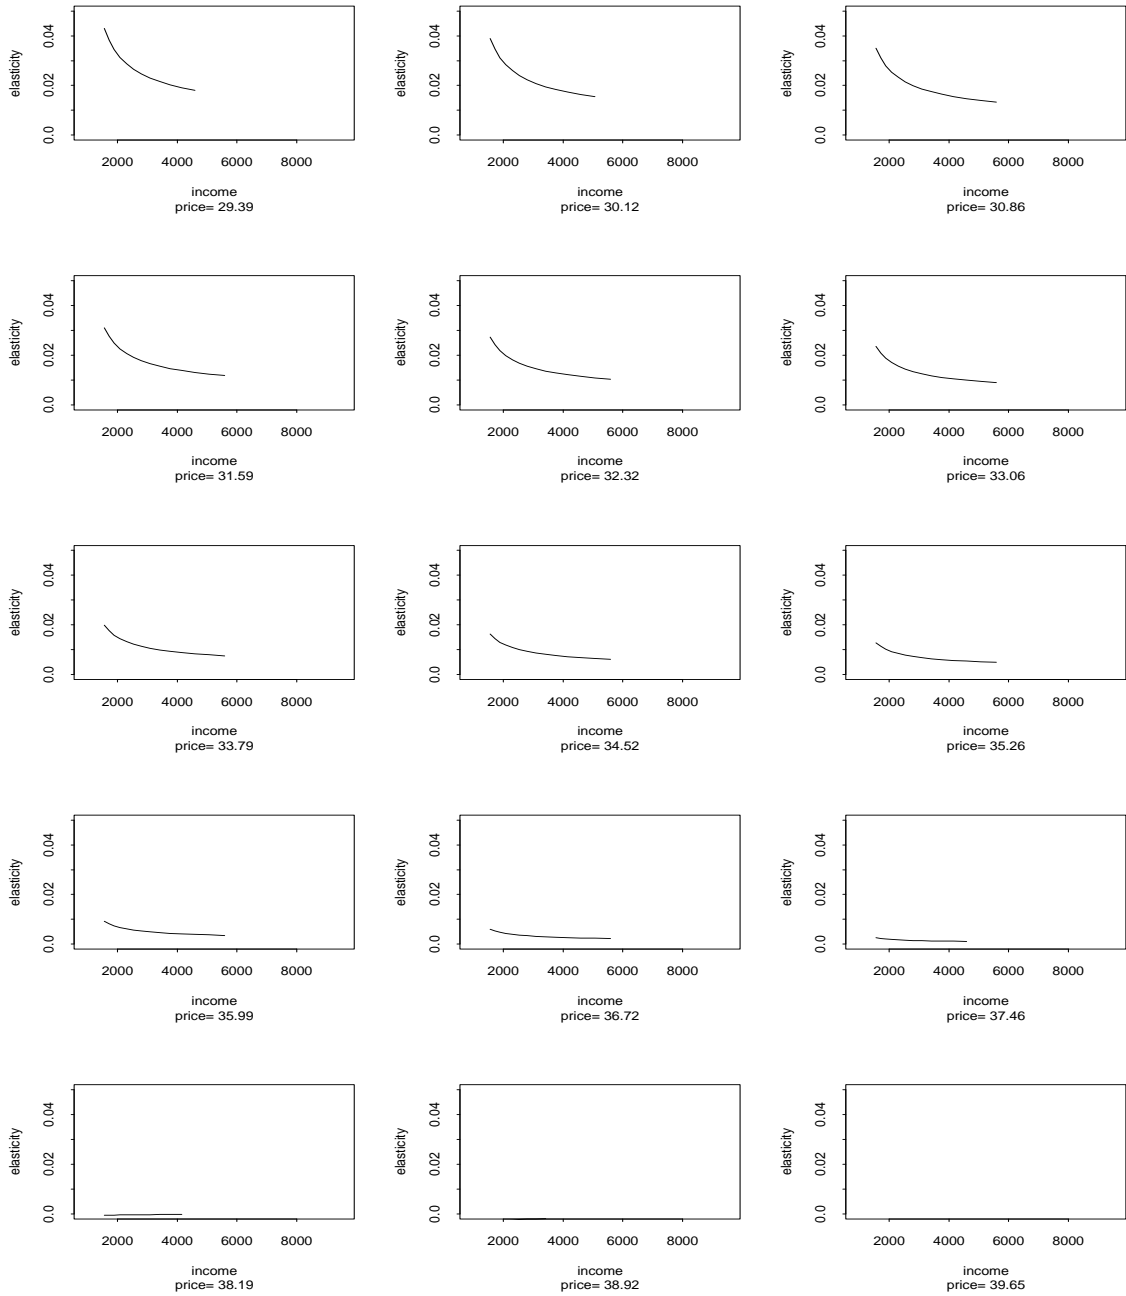 elasticity
0.0 0.02 0.04
2000 4000 6000 8000
income
price= 29.39
elasticity
0.0 0.02 0.04
2000 4000 6000 8000
income
price= 30.12
elasticity
0.0 0.02 0.04
2000 4000 6000 8000
income
price= 30.86
elasticity
0.0 0.02 0.04
2000 4000 6000 8000
income
price= 31.59
elasticity
0.0 0.02 0.04
2000 4000 6000 8000
income
price= 32.32
elasticity
0.0 0.02 0.04
2000 4000 6000 8000
income
price= 33.06
elasticity
0.0 0.02 0.04
2000 4000 6000 8000
income
price= 33.79
elasticity
0.0 0.02 0.04
2000 4000 6000 8000
income
price= 34.52
elasticity
0.0 0.02 0.04
2000 4000 6000 8000
income
price= 35.26
elasticity
0.0 0.02 0.04
2000 4000 6000 8000
income
price= 35.99
elasticity
0.0 0.02 0.04
2000 4000 6000 8000
income
price= 36.72
elasticity
0.0 0.02 0.04
2000 4000 6000 8000
income
price= 37.46
elasticity
0.0 0.02 0.04
2000 4000 6000 8000
income
price= 38.19
elasticity
0.0 0.02 0.04
2000 4000 6000 8000
income
price= 38.92
elasticity
0.0 0.02 0.04
2000 4000 6000 8000
income
price= 39.65